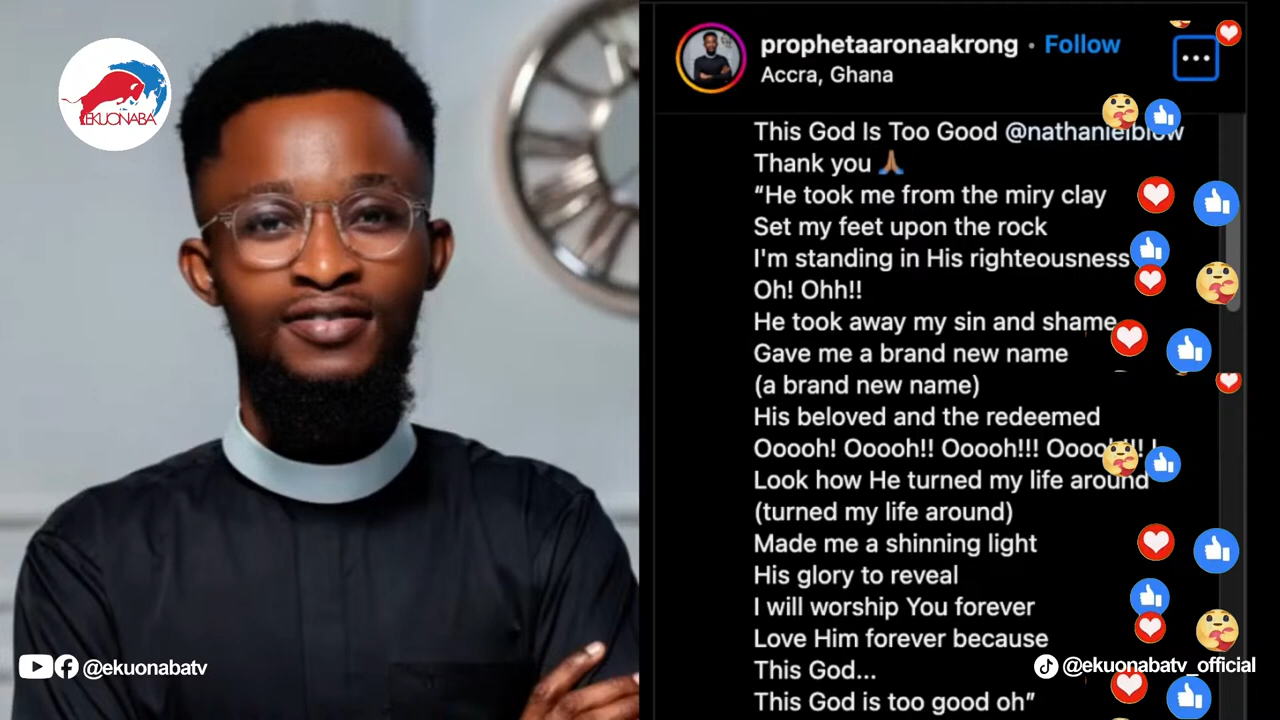 EKUONABA
prophetaaronaakrong • Follow
Accra, Ghana
This God Is Too Good @nathanielblow
Thank you 🙏🏽
“He took me from the miry clay
Set my feet upon the rock
I'm standing in His righteousness
Oh! Ohh!!
He took away my sin and shame
Gave me a brand new name
(a brand new name)
His beloved and the redeemed
Ooooh! Ooooh!! Ooooh!!! Ooooh!!! !
Look how He turned my life around
(turned my life around)
Made me a shinning light
His glory to reveal
I will worship You forever
Love Him forever because
This God...
This God is too good oh”
@ekuonabatv
@ekuonabatv_official